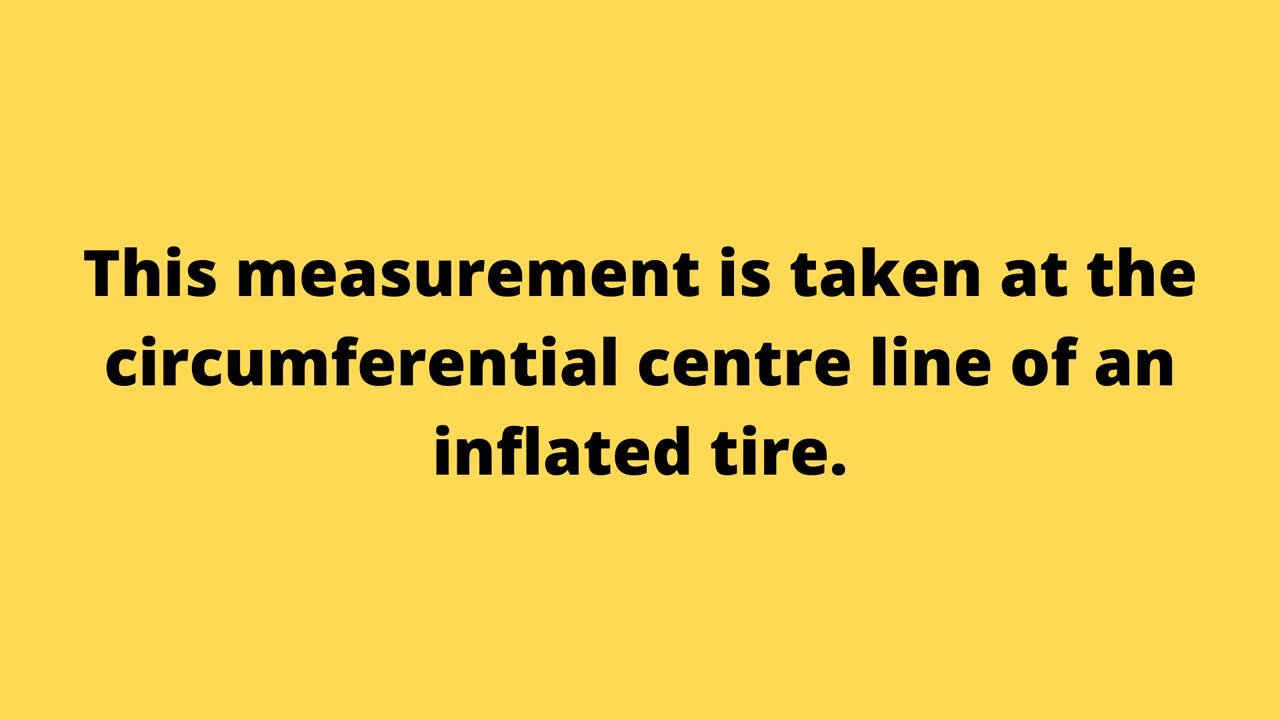 This measurement is taken at the
circumferential centre line of an
inflated tire.